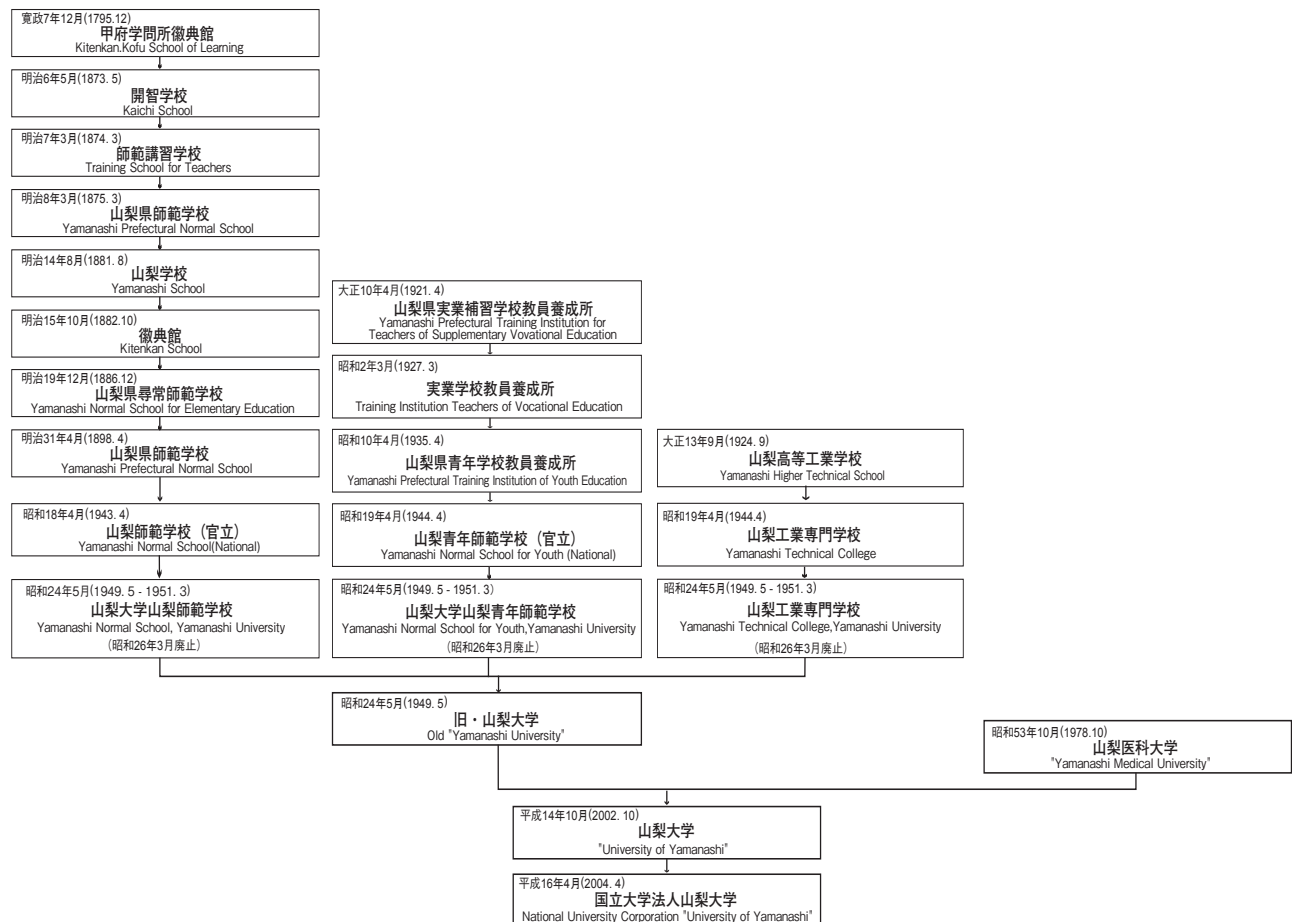 寛政7年12月(1795.12)
甲府学問所徽典館
Kitenkan.Kofu School of Learning
明治6年5月(1873. 5)
開智学校
Kaichi School
明治7年3月(1874. 3)
師範講習学校
Training School for Teachers
明治8年3月(1875. 3)
山梨県師範学校
Yamanashi Prefectural Normal School
明治14年8月(1881. 8)
山梨学校
Yamanashi School
明治15年10月(1882.10)
徽典館
Kitenkan School
明治19年12月(1886.12)
山梨県尋常師範学校
Yamanashi Normal School for Elementary Education
明治31年4月(1898. 4)
山梨県師範学校
Yamanashi Prefectural Normal School
昭和18年4月(1943. 4)
山梨師範学校（官立）
Yamanashi Normal School(National)
昭和24年5月(1949. 5 - 1951. 3)
山梨大学山梨師範学校
Yamanashi Normal School, Yamanashi University
(昭和26年3月廃止)
大正10年4月(1921. 4)
山梨県実業補習学校教員養成所
Yamanashi Prefectural Training Institution for
Teachers of Supplementary Vovational Education
昭和2年3月(1927. 3)
実業学校教員養成所
Training Institution Teachers of Vocational Education
昭和10年4月(1935. 4)
山梨県青年学校教員養成所
Yamanashi Prefectural Training Institution of Youth Education
昭和19年4月(1944. 4)
山梨青年師範学校（官立）
Yamanashi Normal School for Youth (National)
昭和24年5月(1949. 5 - 1951. 3)
山梨大学山梨青年師範学校
Yamanashi Normal School for Youth,Yamanashi University
(昭和26年3月廃止)
大正13年9月(1924. 9)
山梨高等工業学校
Yamanashi Higher Technical School
昭和19年4月(1944.4)
山梨工業専門学校
Yamanashi Technical College
昭和24年5月(1949. 5 - 1951. 3)
山梨工業専門学校
Yamanashi Technical College,Yamanashi University
(昭和26年3月廃止)
昭和24年5月(1949. 5)
旧・山梨大学
Old "Yamanashi University"
昭和53年10月(1978.10)
山梨医科大学
"Yamanashi Medical University"
平成14年10月(2002.10)
山梨大学
"University of Yamanashi"
平成16年4月(2004. 4)
国立大学法人山梨大学
National University Corporation "University of Yamanashi"